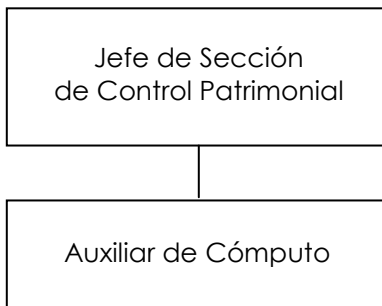 Jefe de Sección
de Control Patrimonial
Auxiliar de Cómputo